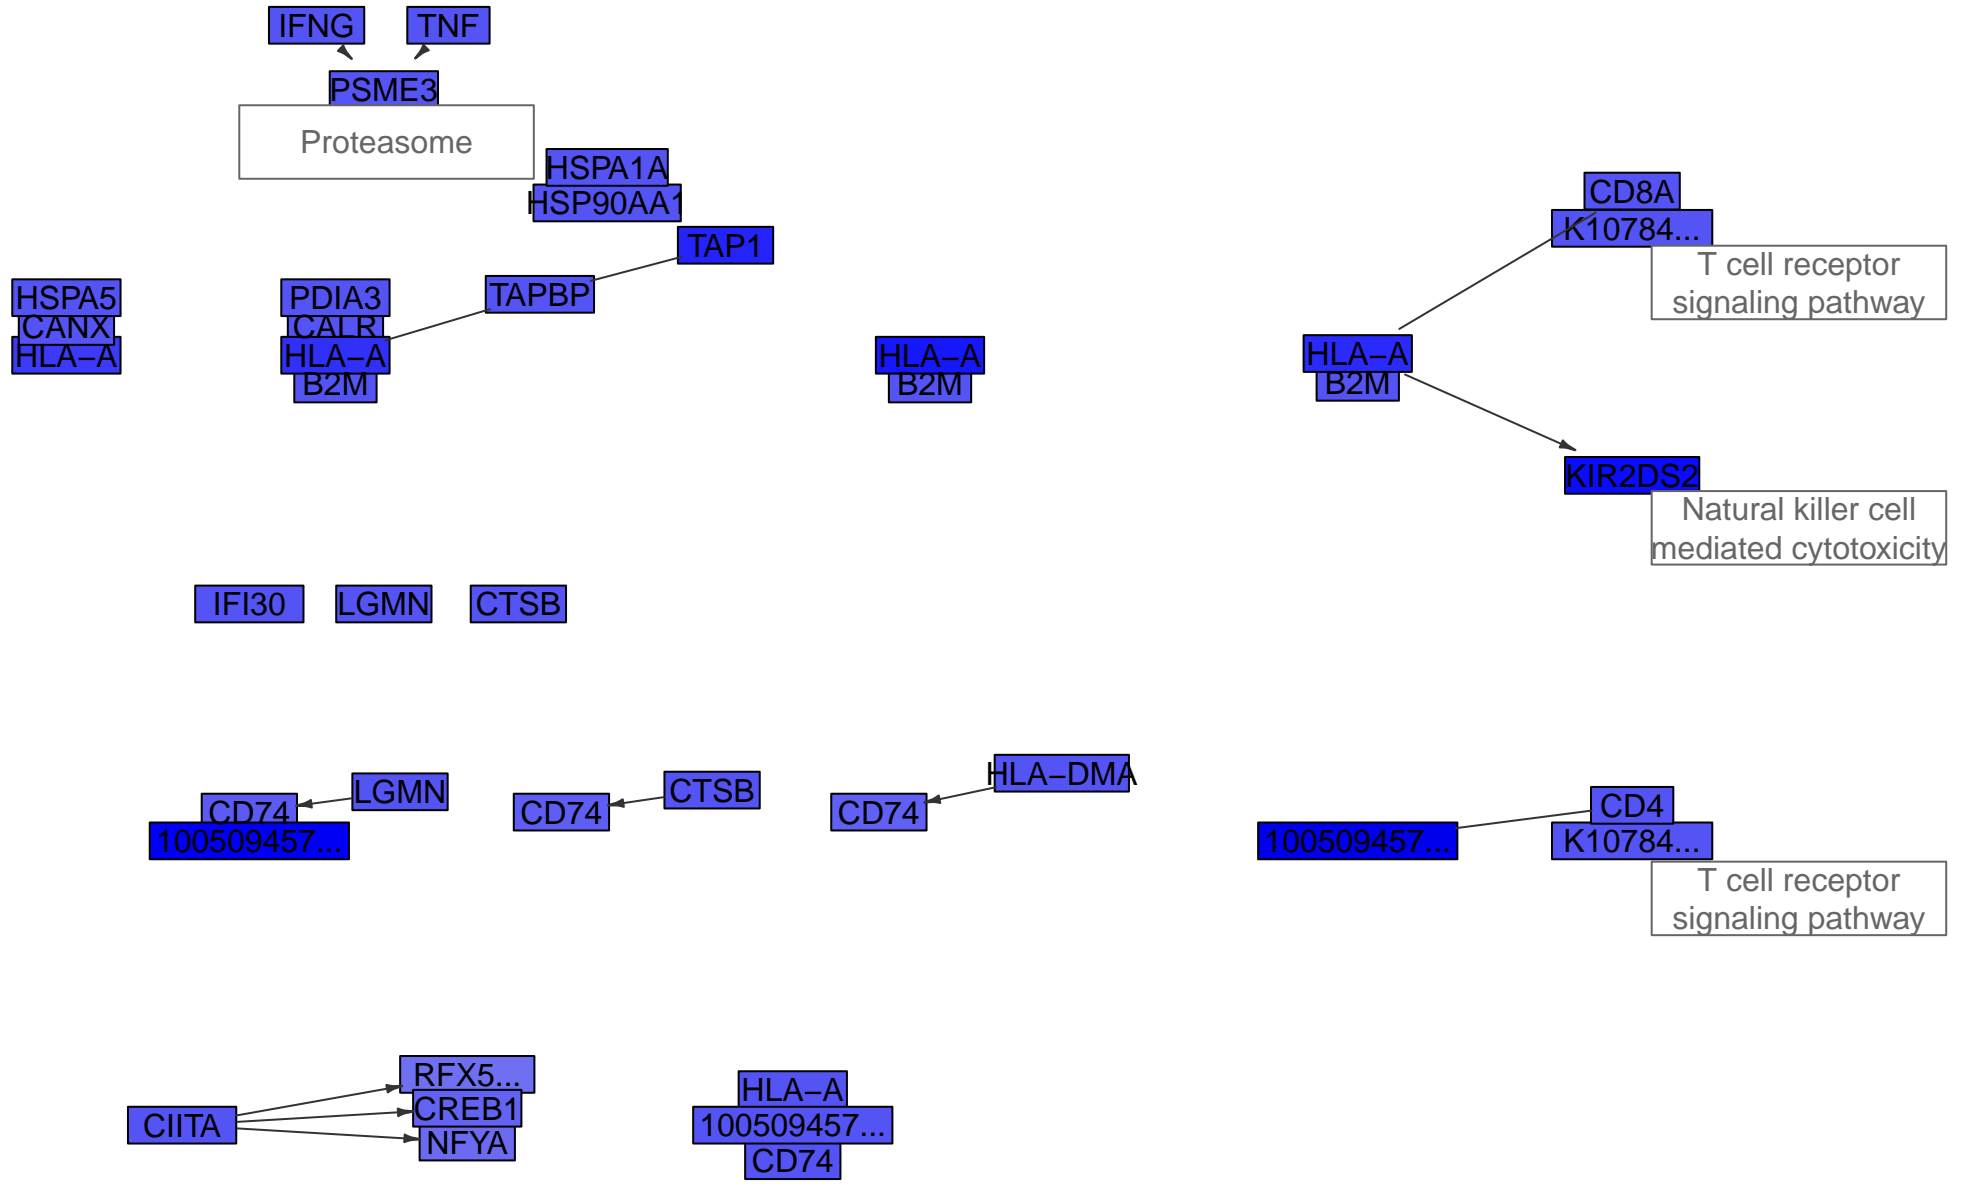 IFNG
TNF
PSME3
Proteasome
HSPA1A
HSP90AA1
CD8A
K10784...
TAP1
T cell receptor
signaling pathway
HSPA5
PDIA3
TAPBP
CANX
CALR
HLA−A
HLA−A
HLA−A
HLA−A
B2M
B2M
B2M
KIR2DS2
Natural killer cell
mediated cytotoxicity
IFI30
LGMN
CTSB
HLA−DMA
LGMN
CTSB
CD74
CD74
CD74
CD4
100509457...
100509457...
K10784...
T cell receptor
signaling pathway
RFX5...
HLA−A
CREB1
CIITA
100509457...
NFYA
CD74